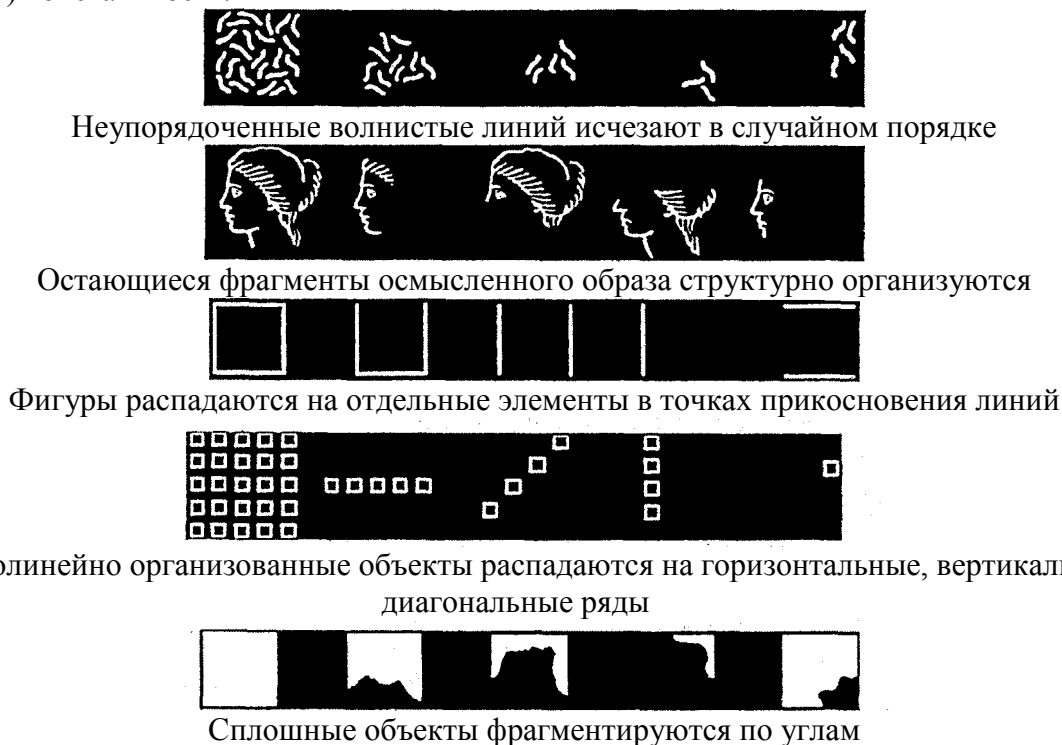 Неупорядоченные волнистые линий исчезают в случайном порядке
Остающиеся фрагменты осмысленного образа структурно организуются
Фигуры распадаются на отдельные элементы в точках прикосновения линий
организованные объекты распадаются на горизонтальные,
диагональные ряды
Сплошные объекты фрагментируются по углам